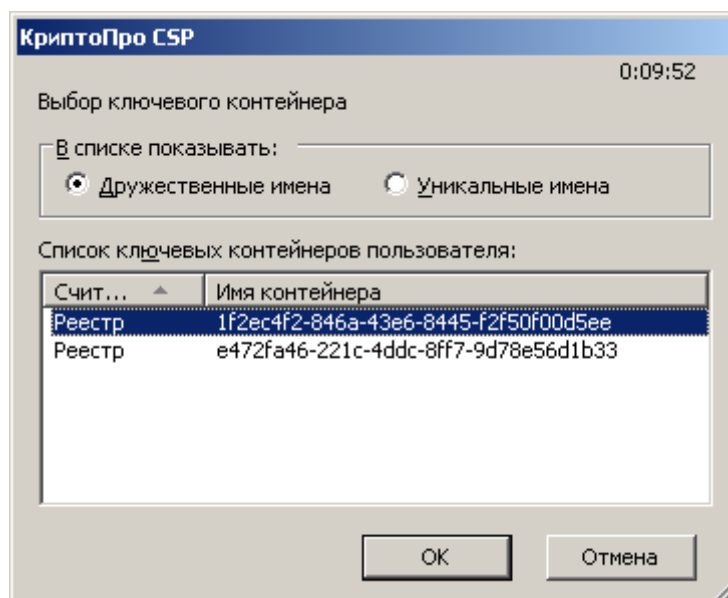 КриптоПро CSP
0:09:52
Выбор ключевого контейнера
В списке показывать:
Дружественные имена Уникальные имена
Список ключевых контейнеров пользователя:
Счит... Имя контейнера
Реестр 1f2ec4f2-846a-43e6-8445-f2f50f00d5ee
Реестр e472fa46-221c-4ddc-8ff7-9d78e56d1b33
ОК Отмена